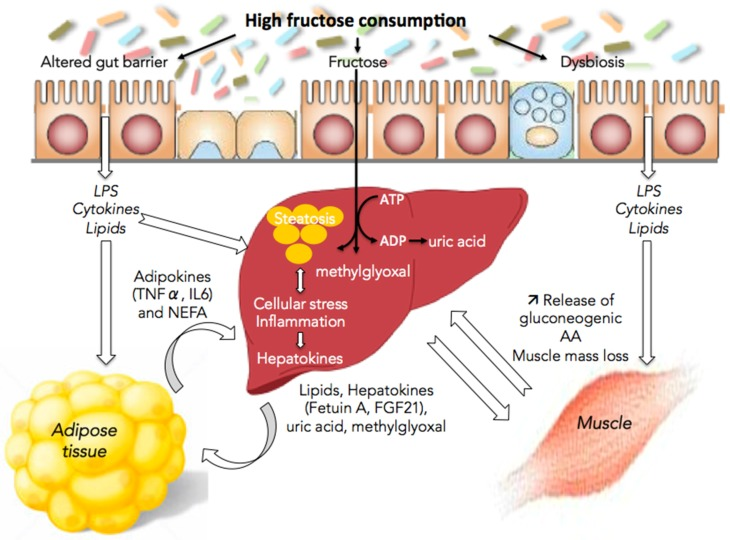 High fructose consumption
Altered gut barrier
Fructose
Dysbiosis
LPS
Cytokines
Lipids
LPS
Cytokines
Lipids
Steatosis
ATP
ADP
uric acid
methylglyoxal
Cellular stress
Inflammation
Hepatokines
Adipokines
(TNF α, IL6)
and NEFA
↗ Release of
gluconeogenic
AA
Muscle mass loss
Lipids, Hepatokines
(Fetuin A, FGF21),
uric acid, methylglyoxal
Adipose
tissue
Muscle